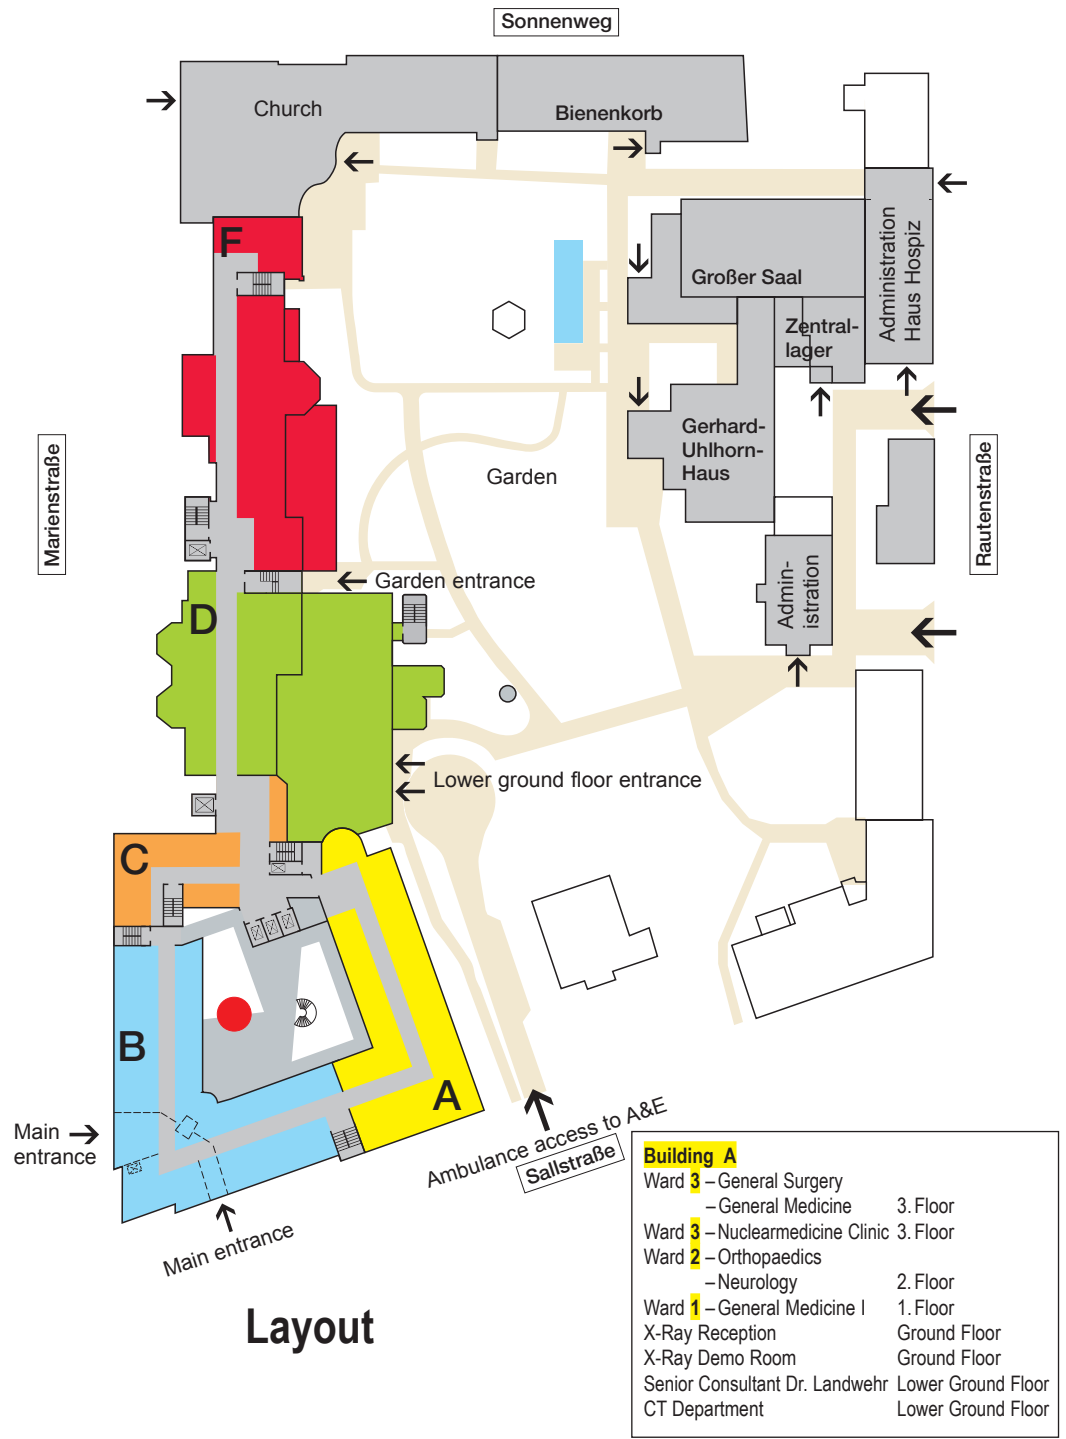 Sonnenweg
Church
Bienenkorb
F
Großer Saal
Administration
Haus Hospiz
Zentral-
lager
Marienstraße
Gerhard-
Uhlhorn-
Haus
Garden
Rautenstraße
Garden entrance
Admin-
istration
D
Lower ground floor entrance
C
B
A
Main
entrance
Ambulance access to A&E
Sallstraße
Main entrance
Layout
Building A
Ward 3 – General Surgery
– General Medicine 3. Floor
Ward 3 – Nuclearmedicine Clinic 3. Floor
Ward 2 – Orthopaedics
– Neurology 2. Floor
Ward 1 – General Medicine I 1. Floor
X-Ray Reception Ground Floor
X-Ray Demo Room Ground Floor
Senior Consultant Dr. Landwehr Lower Ground Floor
CT Department Lower Ground Floor